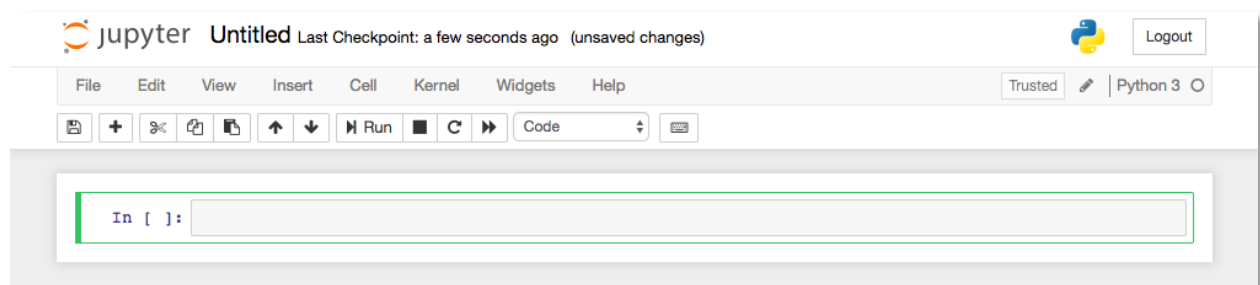 jupyter Untitled Last Checkpoint: a few seconds ago (unsaved changes) Logout
File Edit View Insert Cell Kernel Widgets Help Trusted Python 3
Run Code
In [ ]: